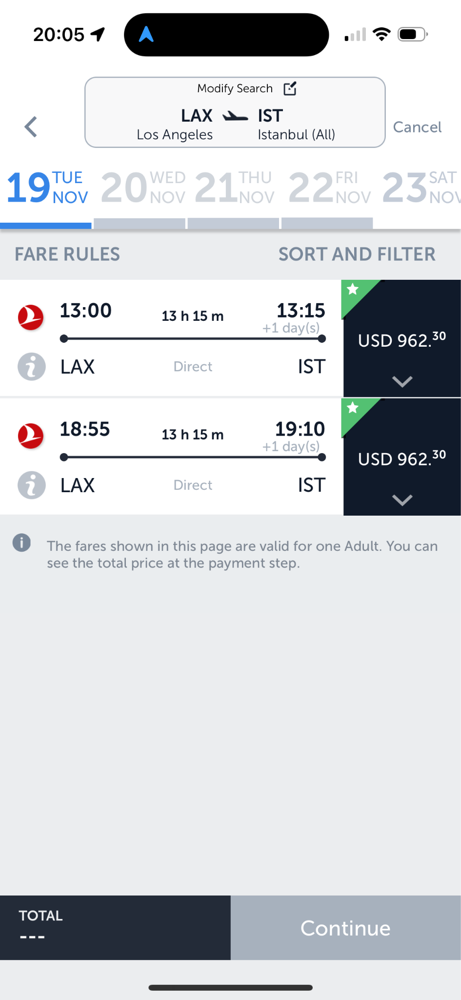 20:05
Modify Search
LAX IST
Los Angeles Istanbul (All)
Cancel
19 TUE NOV 20 WED NOV 21 THU NOV 22 FRI NOV 23 SAT NOV
FARE RULES SORT AND FILTER
13:00 13 h 15 m 13:15
+1 day(s)
USD 962.30
LAX Direct IST
18:55 13 h 15 m 19:10
+1 day(s)
USD 962.30
LAX Direct IST
The fares shown in this page are valid for one Adult. You can
see the total price at the payment step.
TOTAL
---
Continue